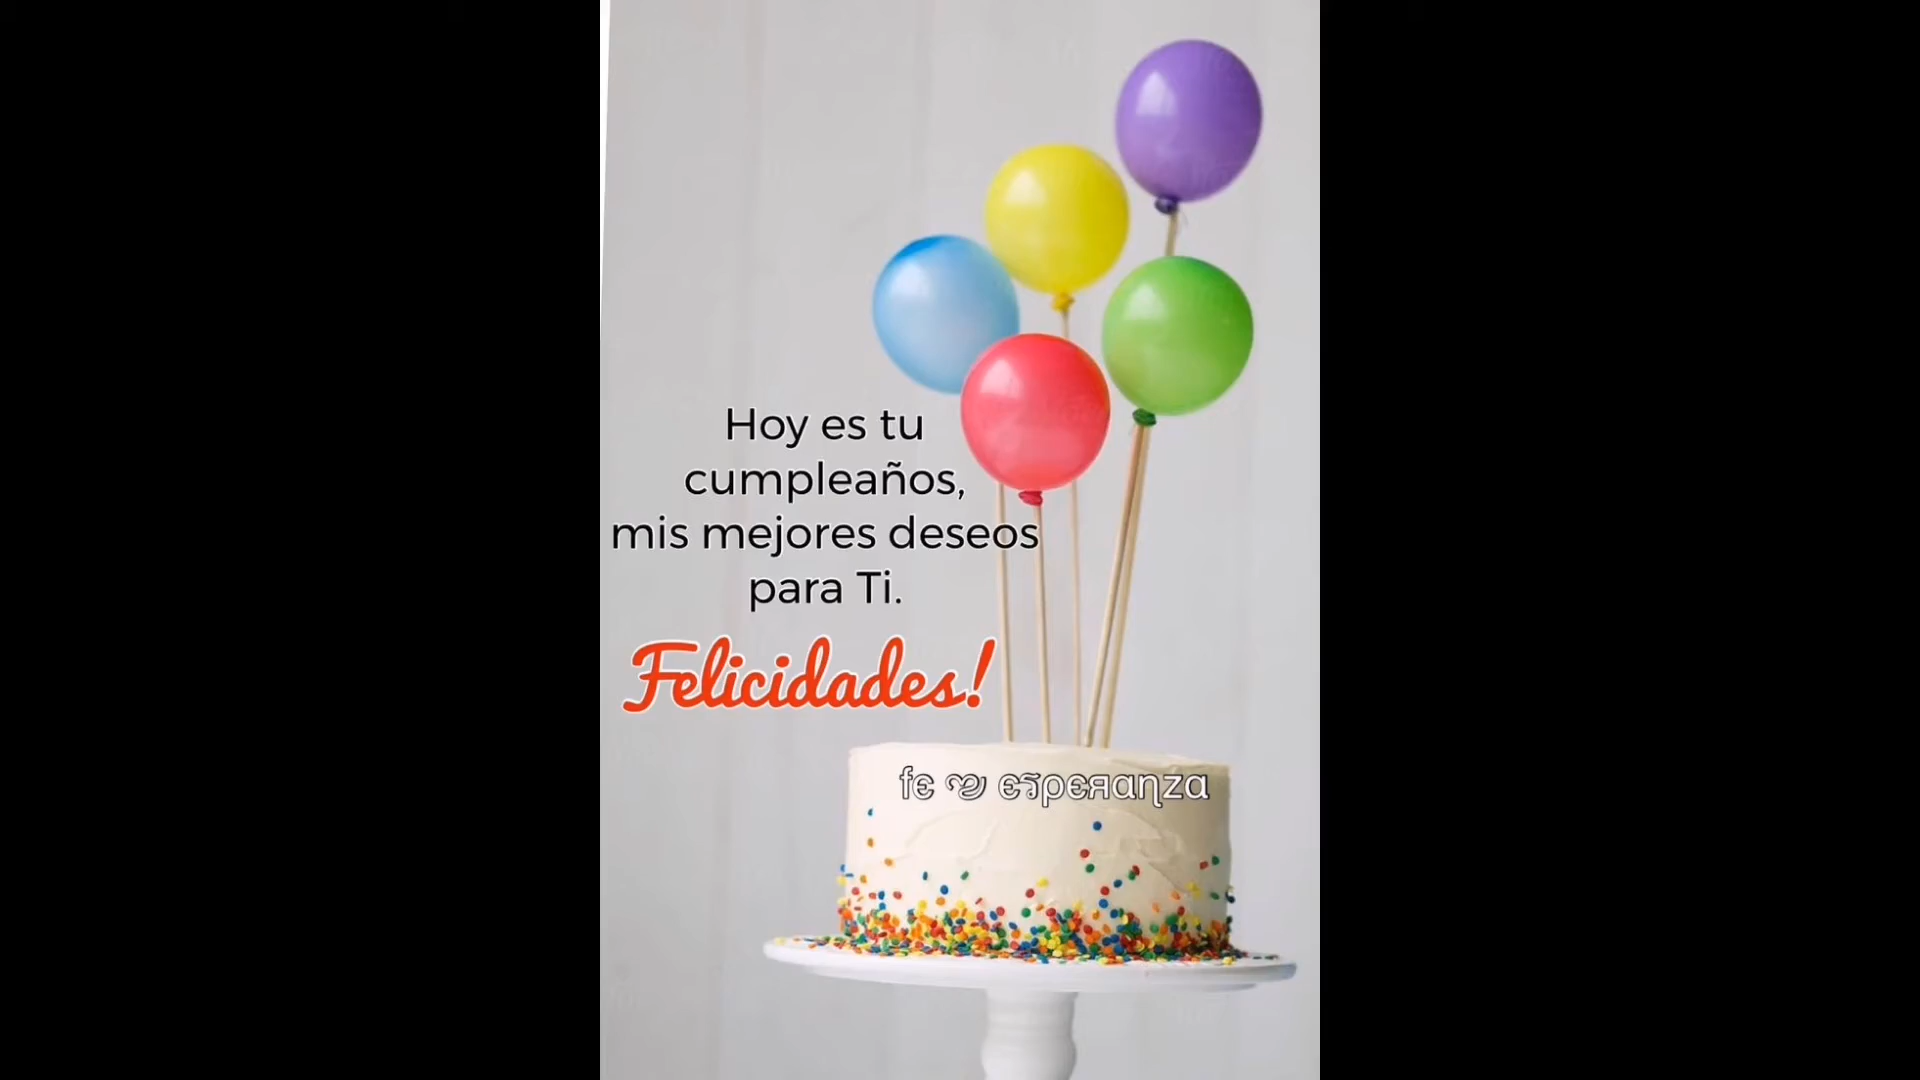 Hoy es tu
cumpleaños,
mis mejores deseos
para Ti.
Felicidades!
fe ღ esperanza